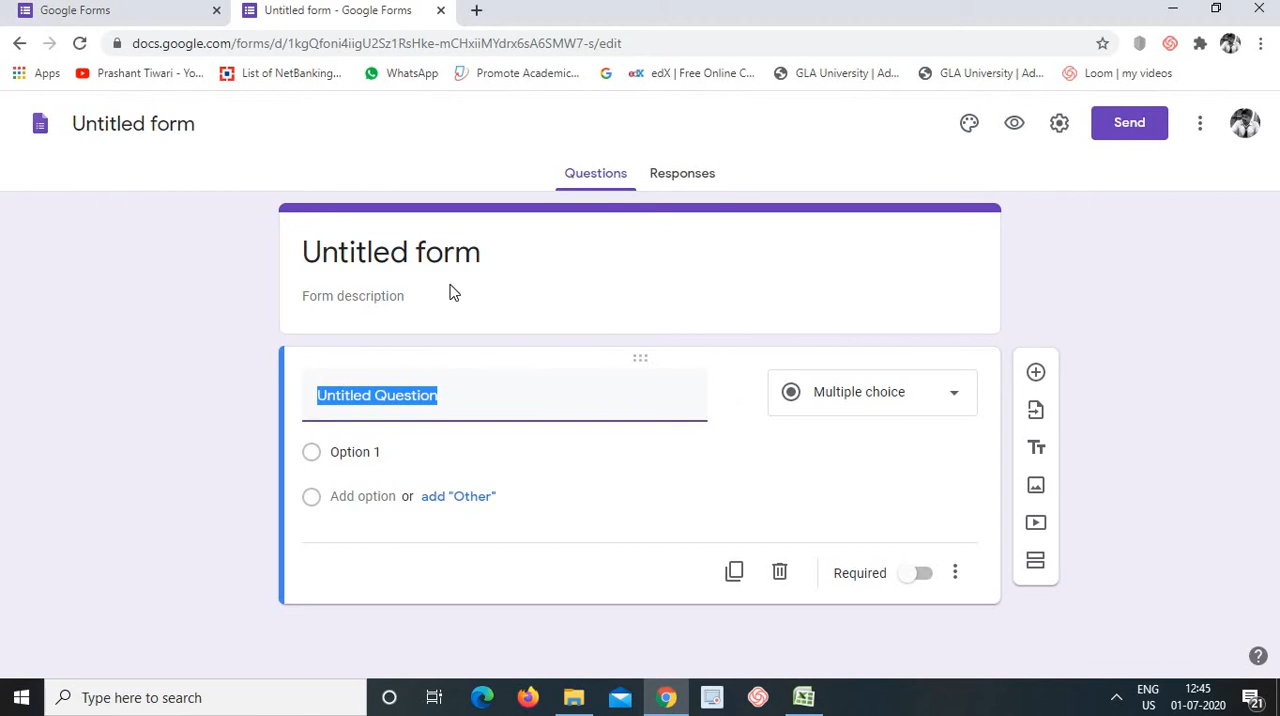 Google Forms
Untitled form - Google Forms
docs.google.com/forms/d/1kgQfoni4iigU2Sz1RsHke-mCHxiiMYdrx6sA6SMW7-s/edit
Apps
Prashant Tiwari - Yo...
List of NetBanking...
WhatsApp
Promote Academic...
edX | Free Online C...
GLA University | Ad...
GLA University | Ad...
Loom | my videos
Untitled form
Send
Questions
Responses
Untitled form
Form description
Untitled Question
Multiple choice
Option 1
Add option or add "Other"
Required
Type here to search
ENG
US
12:45
01-07-2020
21